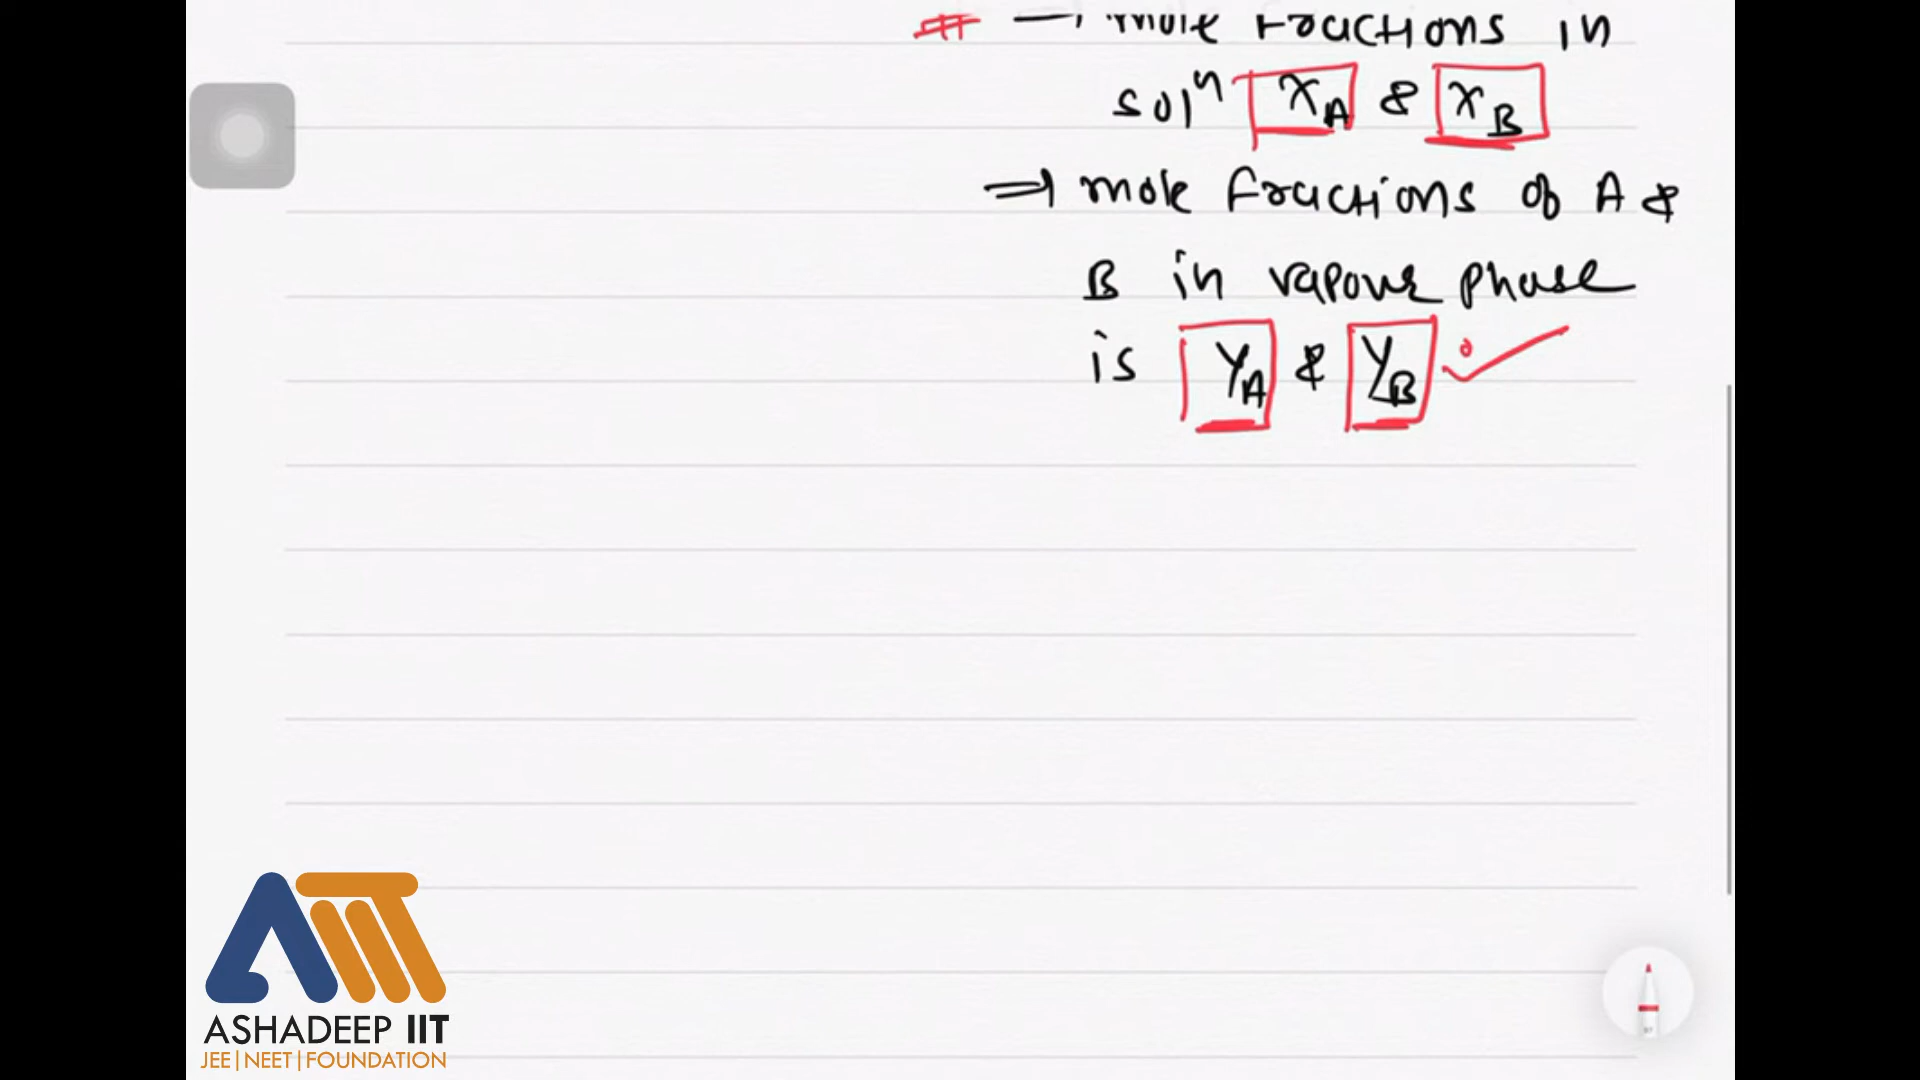 # → mole fractions in
solⁿ xA & xB
⇒ mole fractions of A &
B in vapour phase
is yA & yB
ASHADEEP IIT
JEE|NEET|FOUNDATION